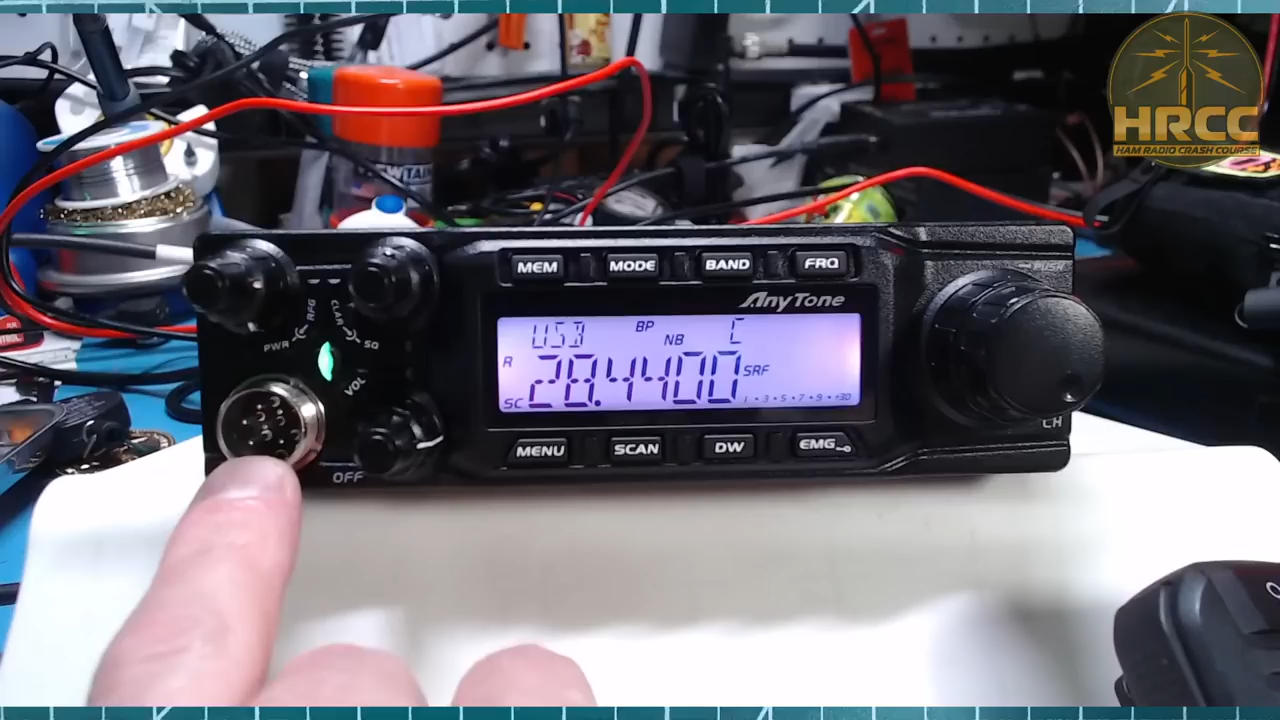 HRCC
HAM RADIO CRASH COURSE
MEM MODE BAND FRQ
PUSH
AnyTone
RFG CLAR
PWR SQ
VOL
OFF
USB BP NB C
R 28.4400 SRF
SC 1 • 3 • 5 • 7 • 9 • +30
MENU SCAN DW EMG
CH